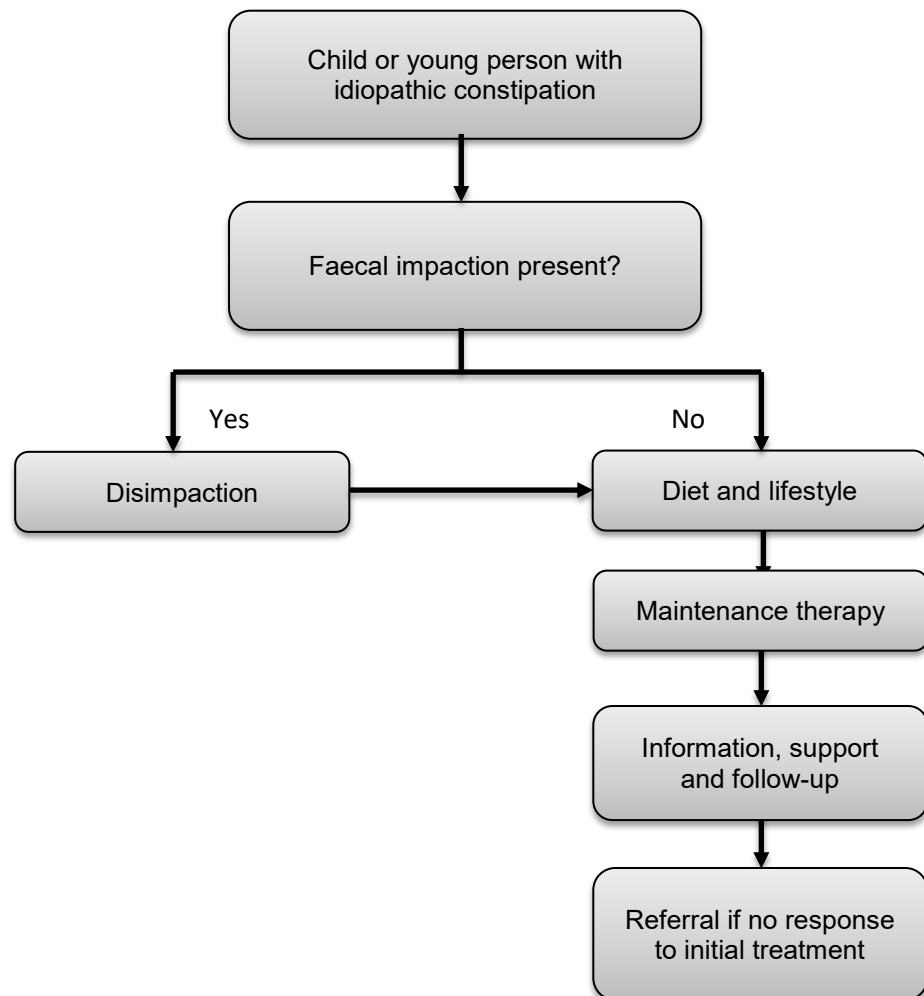 Child or young person with
idiopathic constipation
Faecal impaction present?
Yes
No
Disimpaction
Diet and lifestyle
Maintenance therapy
Information, support
and follow-up
Referral if no response
to initial treatment